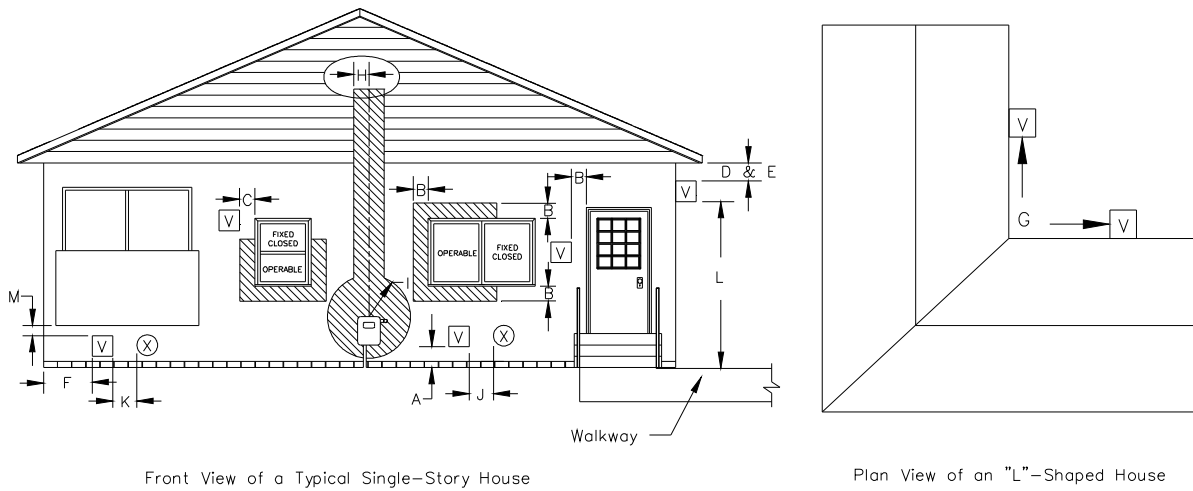 H
D & E
B
V
C
B
V
B
V
FIXED
CLOSED
OPERABLE
OPERABLE
FIXED
CLOSED
V
L
I
B
M
V
X
V
X
F
K
A
J
Walkway
Front View of a Typical Single-Story House
V
G
V
Plan View of an "L"-Shaped House